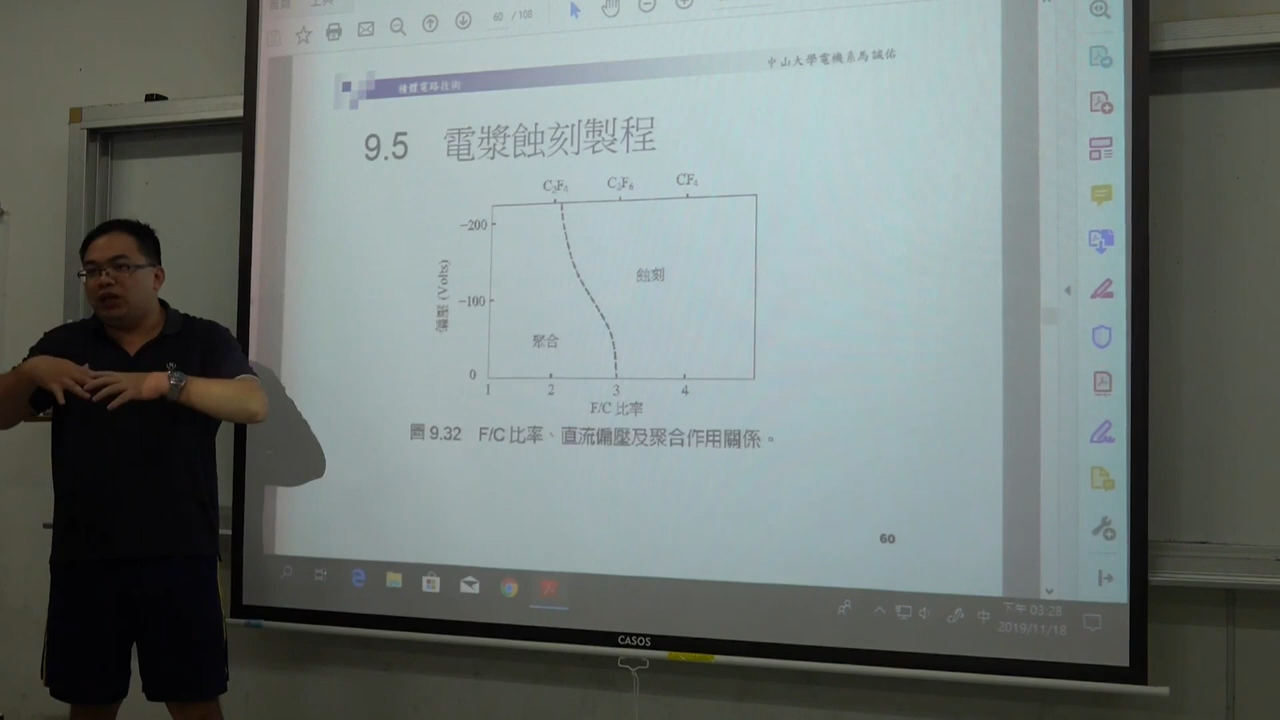 60 / 108
積體電路技術
中山大學電機系馬誠佑
9.5 電漿蝕刻製程
C₂F₄ C₂F₆ CF₄
−200
−100
0
偏壓 (Volts)
蝕刻
聚合
1 2 3 4
F/C 比率
圖 9.32 F/C 比率、直流偏壓及聚合作用關係。
60
中
下午 03:28
2019/11/18
CASOS